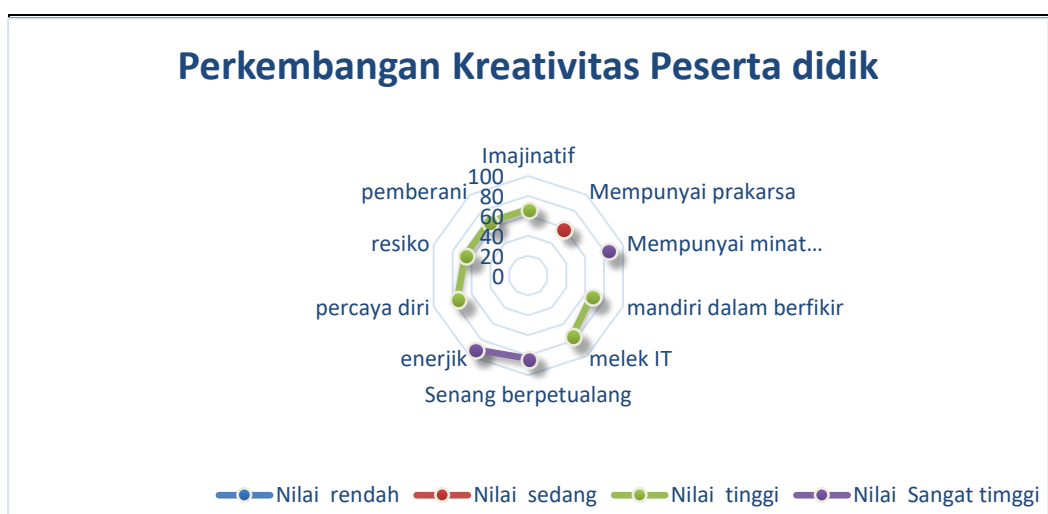 Perkembangan Kreativitas Peserta didik
Imajinatif
Mempunyai prakarsa
Mempunyai minat...
mandiri dalam berfikir
melek IT
Senang berpetualang
enerjik
percaya diri
resiko
pemberani
100
80
60
40
20
0
Nilai rendah
Nilai sedang
Nilai tinggi
Nilai Sangat timggi